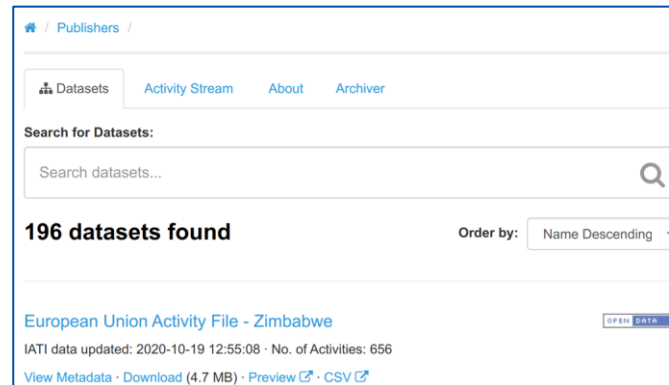 / Publishers /
Datasets Activity Stream About Archiver
Search for Datasets:
Search datasets...
196 datasets found Order by: Name Descending
European Union Activity File - Zimbabwe OPEN DATA
IATI data updated: 2020-10-19 12:55:08 · No. of Activities: 656
View Metadata · Download (4.7 MB) · Preview · CSV